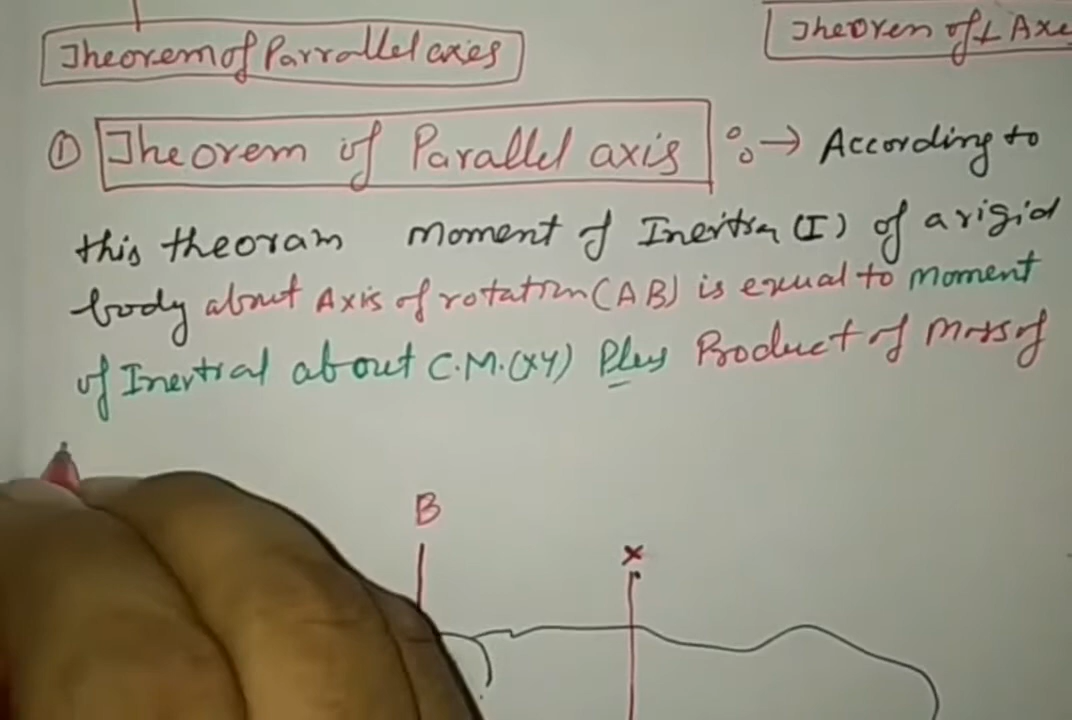 Theorem of Parrallel axes
Theorem of ⊥ Axe
① Theorem of Parallel axis :→ According to
this theoram moment of Inertia (I) of a rigid
body about Axis of rotation (AB) is equal to moment
of Inertial about C.M.(XY) Plus Product of Mass of
B
X